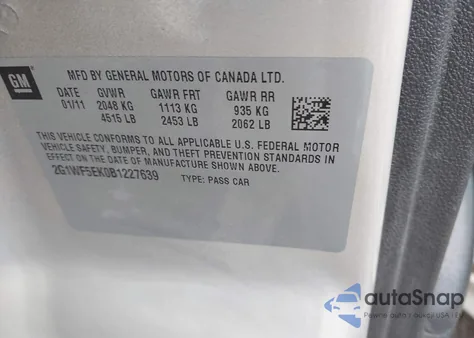 GM
MFD BY GENERAL MOTORS OF CANADA LTD.
DATE GVWR GAWR FRT GAWR RR
01/11 2048 KG 1113 KG 935 KG
4515 LB 2453 LB 2062 LB
THIS VEHICLE CONFORMS TO ALL APPLICABLE U.S. FEDERAL MOTOR
VEHICLE SAFETY, BUMPER, AND THEFT PREVENTION STANDARDS IN
EFFECT ON THE DATE OF MANUFACTURE SHOWN ABOVE.
2G1WF5EK0B1227639 TYPE: PASS CAR
autoSnap